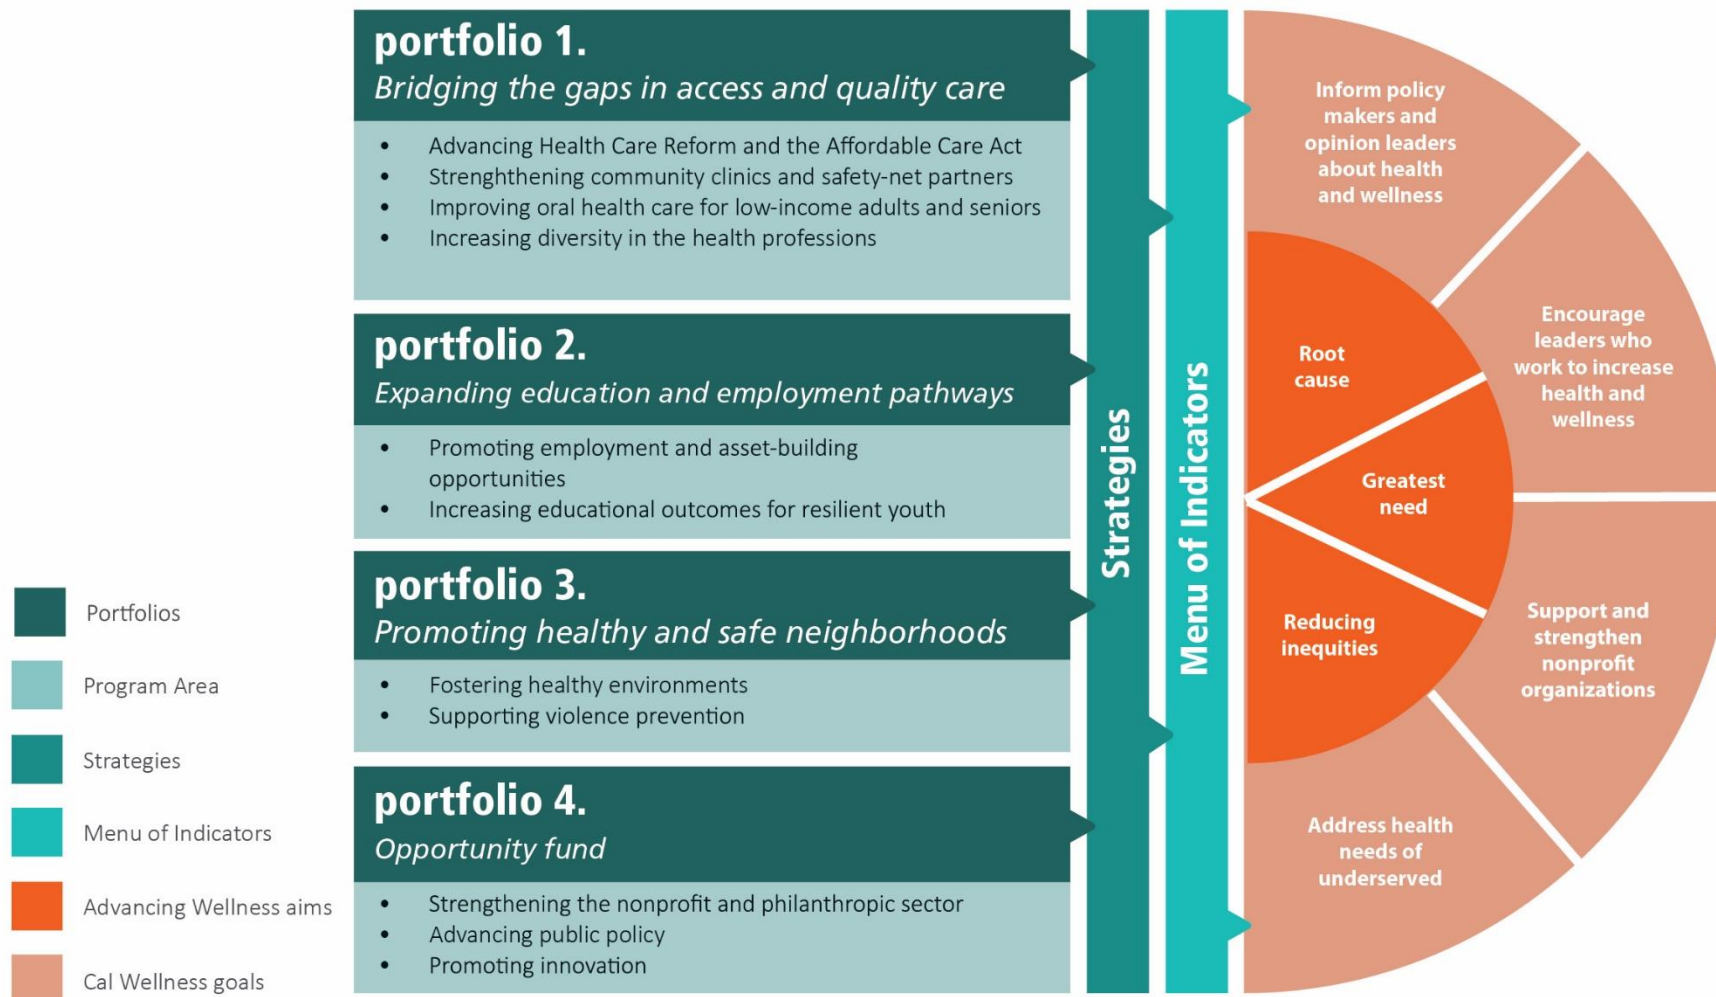 portfolio 1.
Bridging the gaps in access and quality care
• Advancing Health Care Reform and the Affordable Care Act
• Strenghthening community clinics and safety-net partners
• Improving oral health care for low-income adults and seniors
• Increasing diversity in the health professions
portfolio 2.
Expanding education and employment pathways
• Promoting employment and asset-building
opportunities
• Increasing educational outcomes for resilient youth
portfolio 3.
Promoting healthy and safe neighborhoods
• Fostering healthy environments
• Supporting violence prevention
portfolio 4.
Opportunity fund
• Strengthening the nonprofit and philanthropic sector
• Advancing public policy
• Promoting innovation
Strategies
Menu of Indicators
Root
cause
Greatest
need
Reducing
inequities
Inform policy
makers and
opinion leaders
about health
and wellness
Encourage
leaders who
work to increase
health and
wellness
Support and
strengthen
nonprofit
organizations
Address health
needs of
underserved
Portfolios
Program Area
Strategies
Menu of Indicators
Advancing Wellness aims
Cal Wellness goals